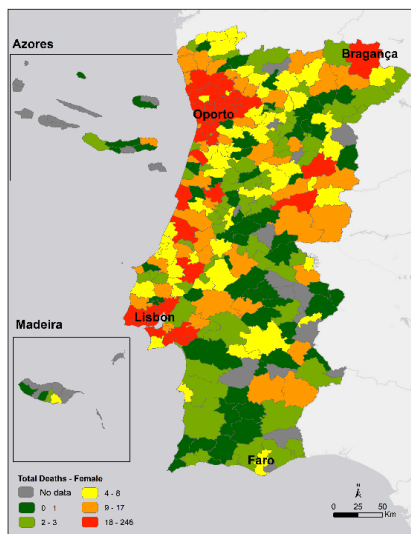 Azores
Bragança
Oporto
Lisbon
Madeira
Faro
Total Deaths - Female
No data
0 1
2 - 3
4 - 8
9 - 17
18 - 246
N
0 25 50
Km